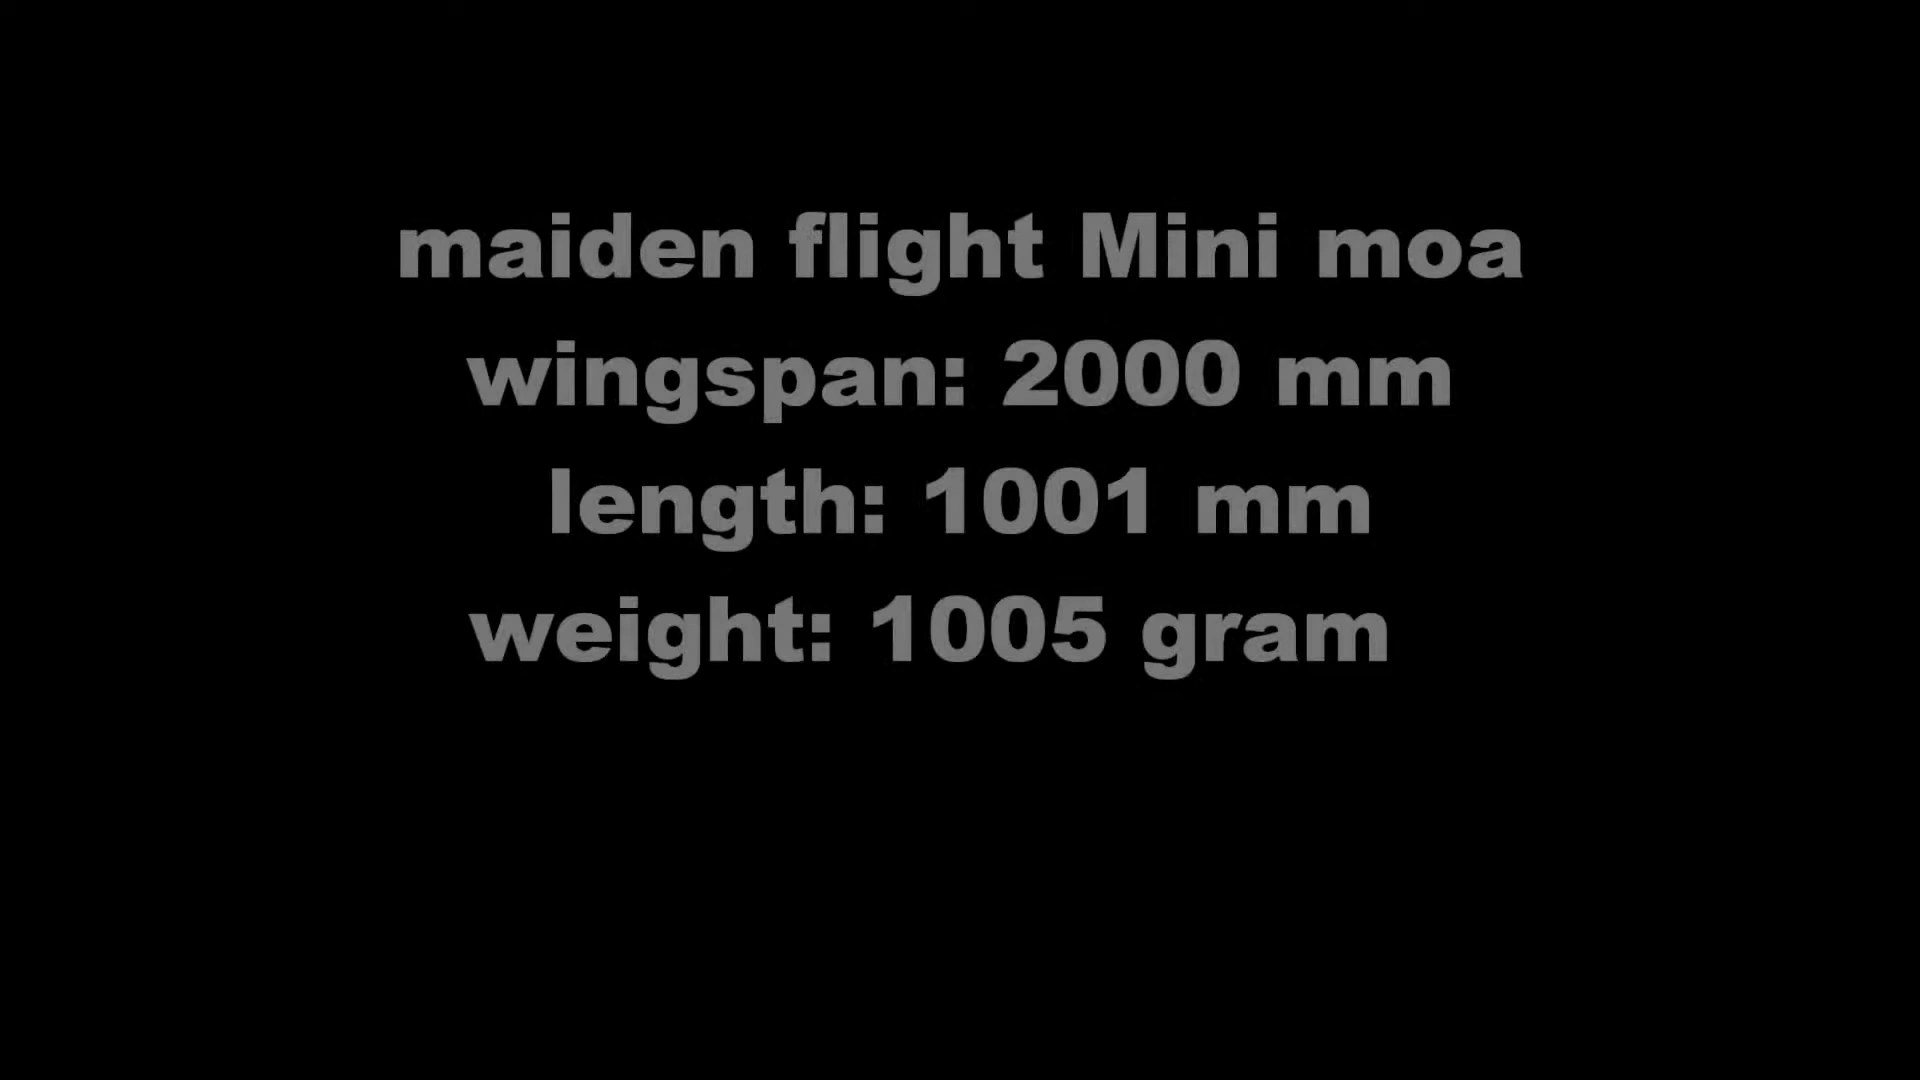 maiden flight Mini moa
wingspan: 2000 mm
length: 1001 mm
weight: 1005 gram